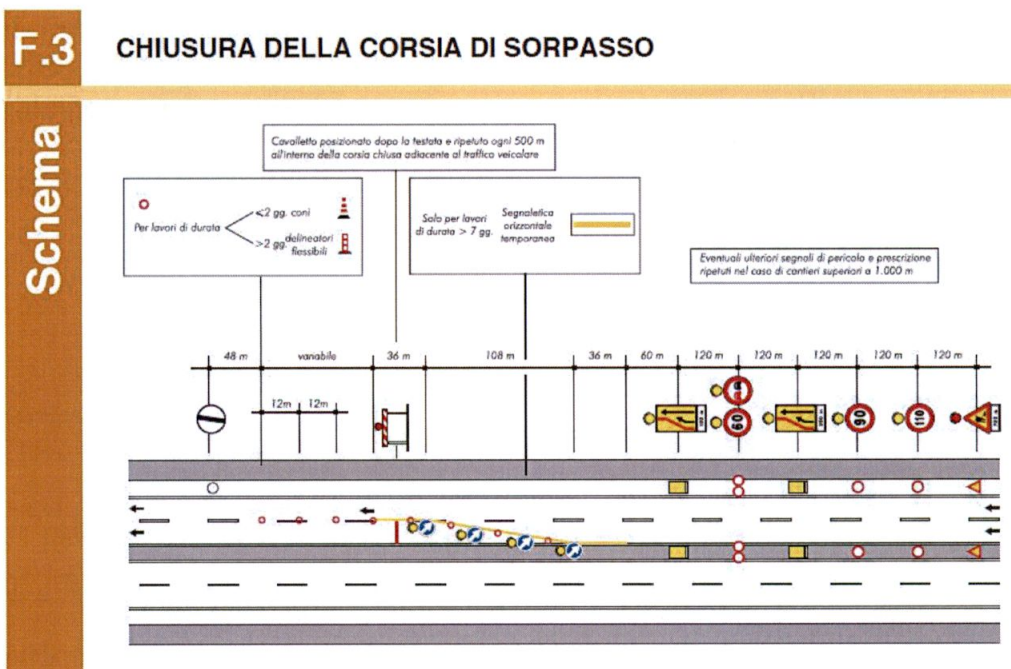 F.3
CHIUSURA DELLA CORSIA DI SORPASSO
Schema
Cavalletto posizionato dopo la testata e ripetuto ogni 500 m
all'interno della corsia chiusa adiacente al traffico veicolare
Per lavori di durata
<2 gg. coni
>2 gg. delineatori
flessibili
Solo per lavori
di durata > 7 gg.
Segnaletica
orizzontale
temporanea
Eventuali ulteriori segnali di pericolo e prescrizione
ripetuti nel caso di cantieri superiori a 1.000 m
48 m
variabile
36 m
108 m
36 m
60 m
120 m
120 m
120 m
120 m
120 m
12m
12m
60
90
110